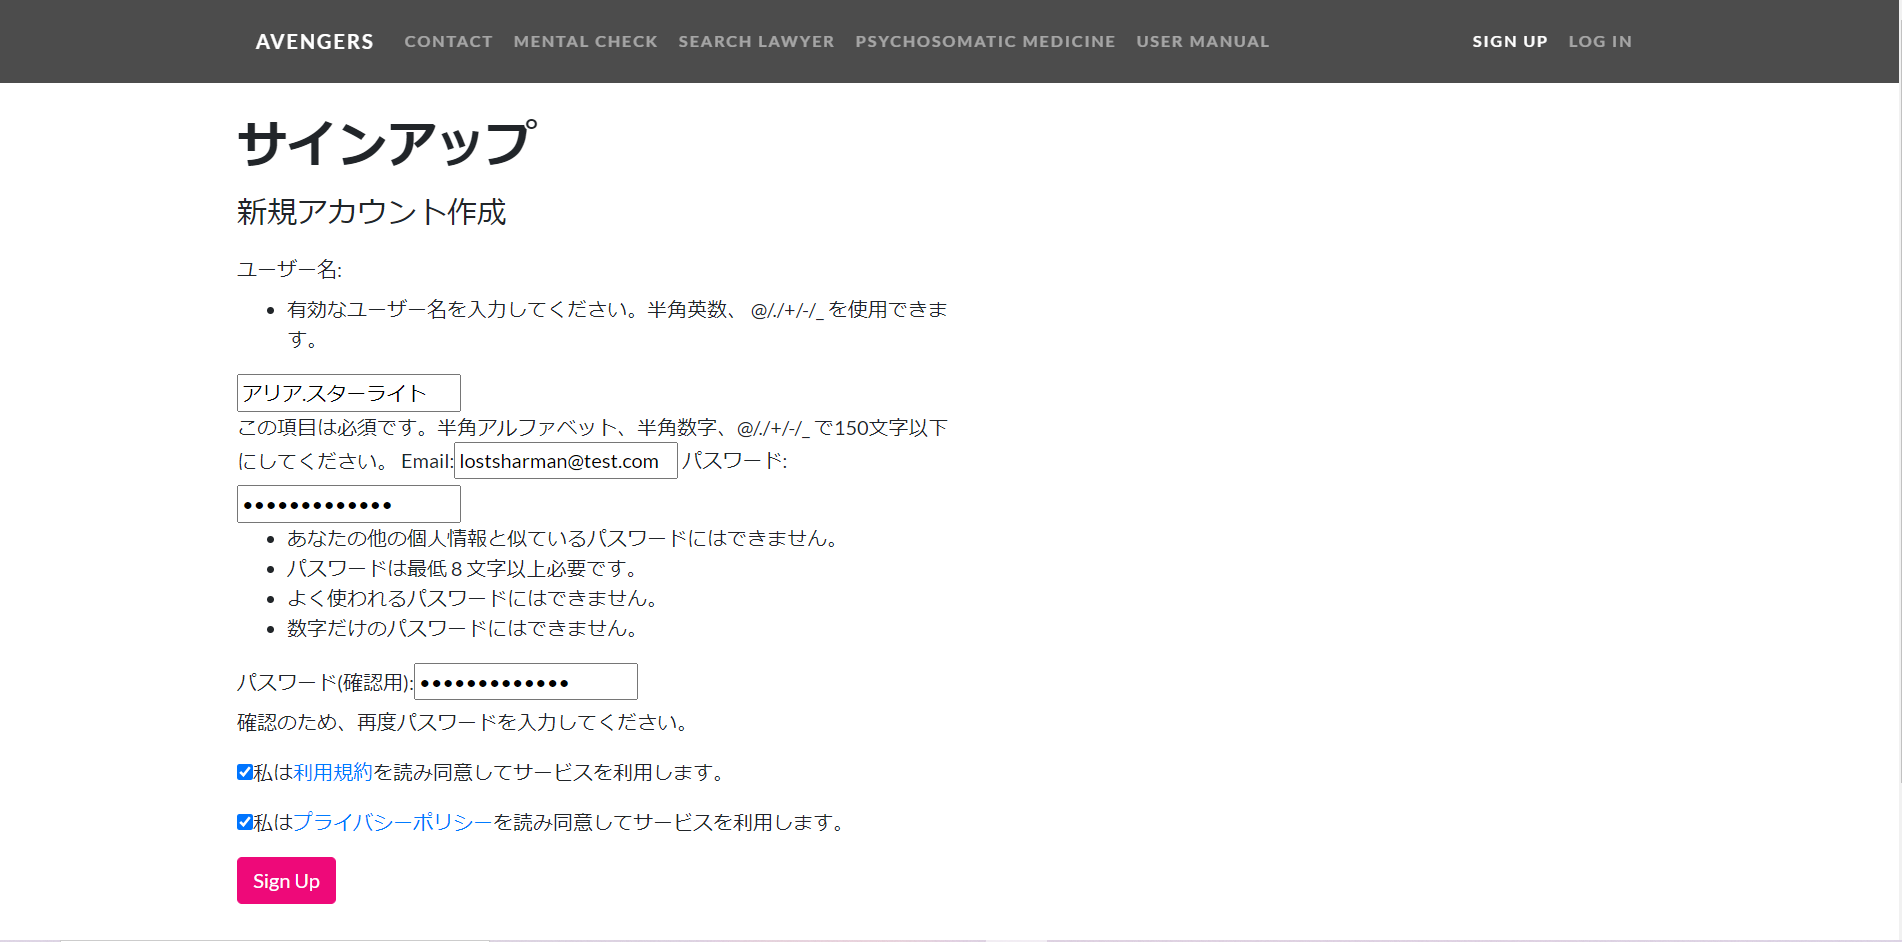 AVENGERS CONTACT MENTAL CHECK SEARCH LAWYER PSYCHOSOMATIC MEDICINE USER MANUAL SIGN UP LOG IN
サインアップ
新規アカウント作成
ユーザー名:
有効なユーザー名を入力してください。半角英数、 @/./+/-/_ を使用できま
す。
アリア.スターライト
この項目は必須です。半角アルファベット、半角数字、@/./+/-/_ で150文字以下
にしてください。 Email: lostsharman@test.com パスワード:
•••••••••••••
あなたの他の個人情報と似ているパスワードにはできません。
パスワードは最低 8 文字以上必要です。
よく使われるパスワードにはできません。
数字だけのパスワードにはできません。
パスワード(確認用): •••••••••••••
確認のため、再度パスワードを入力してください。
私は利用規約を読み同意してサービスを利用します。
私はプライバシーポリシーを読み同意してサービスを利用します。
Sign Up